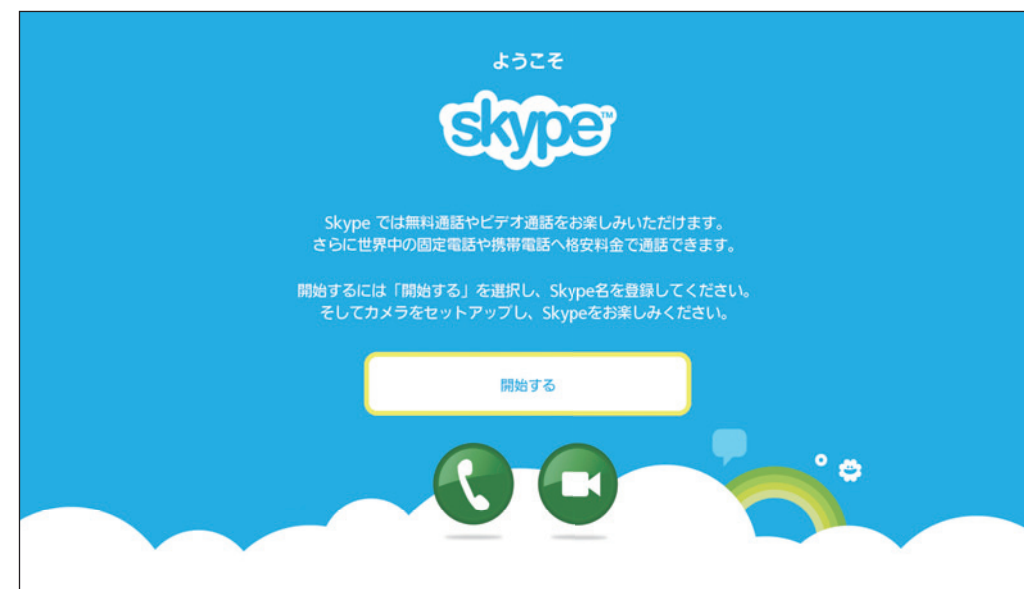 ようこそ
skype™
Skype では無料通話やビデオ通話をお楽しみいただけます。
さらに世界中の固定電話や携帯電話へ格安料金で通話できます。
開始するには「開始する」を選択し、Skype名を登録してください。
そしてカメラをセットアップし、Skypeをお楽しみください。
開始する